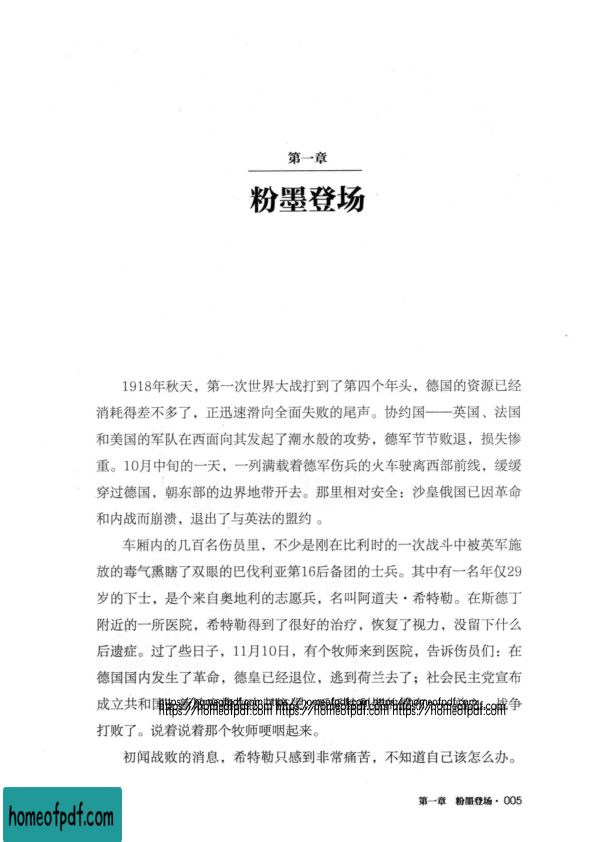 第一章
粉墨登场
1918年秋天，第一次世界大战打到了第四个年头，德国的资源已经
消耗得差不多了，正迅速滑向全面失败的尾声。协约国——英国、法国
和美国的军队在西面向其发起了潮水般的攻势，德军节节败退，损失惨
重。10月中旬的一天，一列满载着德军伤兵的火车驶离西部前线，缓缓
穿过德国，朝东部的边界地带开去。那里相对安全：沙皇俄国已因革命
和内战而崩溃，退出了与英法的盟约 。
车厢内的几百名伤员里，不少是刚在比利时的一次战斗中被英军施
放的毒气熏瞎了双眼的巴伐利亚第16后备团的士兵。其中有一名年仅29
岁的下士，是个来自奥地利的志愿兵，名叫阿道夫·希特勒。在斯德丁
附近的一所医院，希特勒得到了很好的治疗，恢复了视力，没留下什么
后遗症。过了些日子，11月10日，有个牧师来到医院，告诉伤员们：在
德国国内发生了革命，德皇已经退位，逃到荷兰去了；社会民主党宣布
成立共和国
战争
https://homeofpdf.com https://homeofpdf.com https://homeofpdf.com
https://homeofpdf.com https://homeofpdf.com https://homeofpdf.com
打败了。说着说着那个牧师哽咽起来。
初闻战败的消息，希特勒只感到非常痛苦，不知道自己该怎么办。
第一章 粉墨登场 · 005
homeofpdf.com